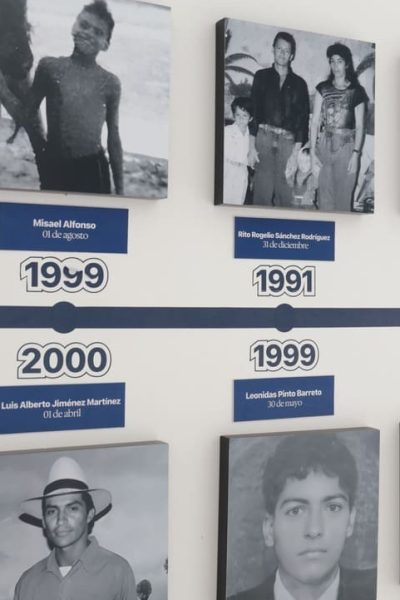 Misael Alfonso
01 de agosto
1999
Rito Rogelio Sánchez Rodríguez
31 de diciembre
1991
2000
Luis Alberto Jiménez Martínez
01 de abril
1999
Leonidas Pinto Barreto
30 de mayo